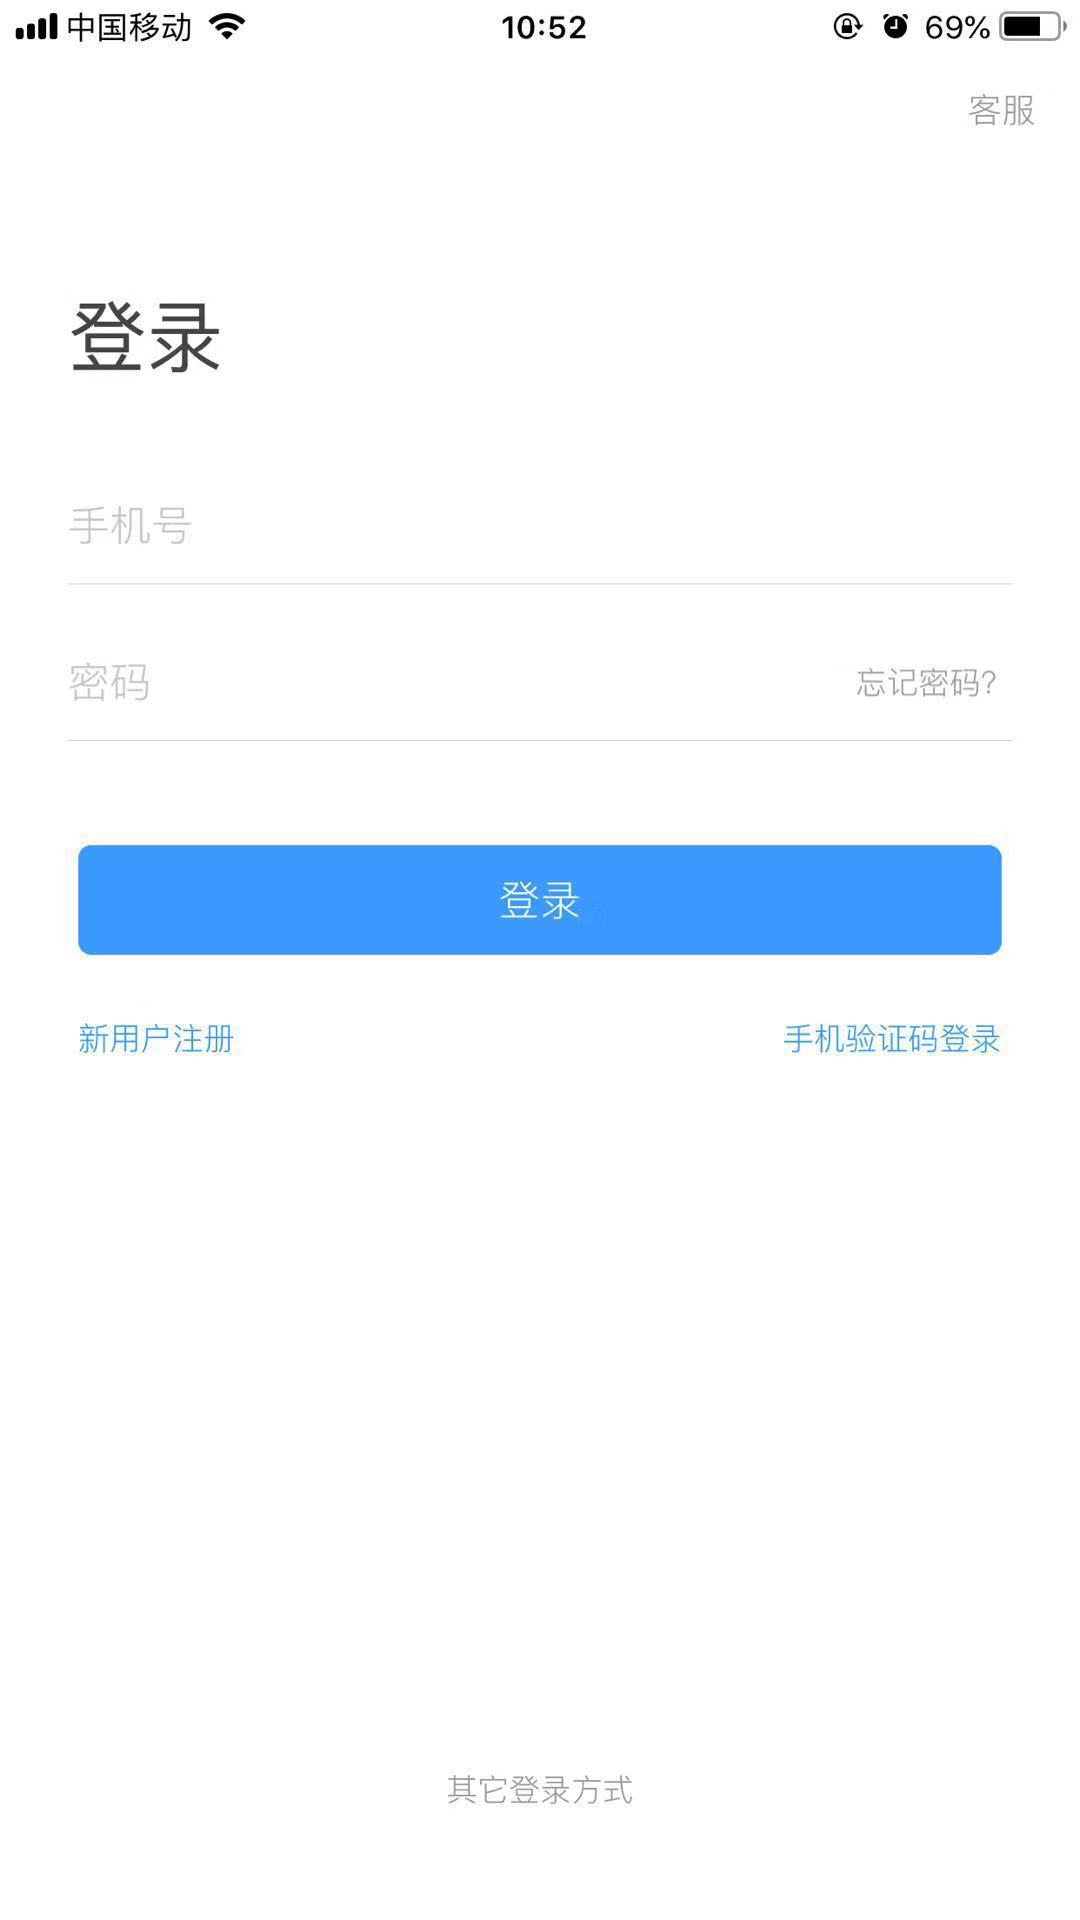 中国移动 10:52 69%
客服
登录
手机号
密码 忘记密码?
登录
新用户注册 手机验证码登录
其它登录方式